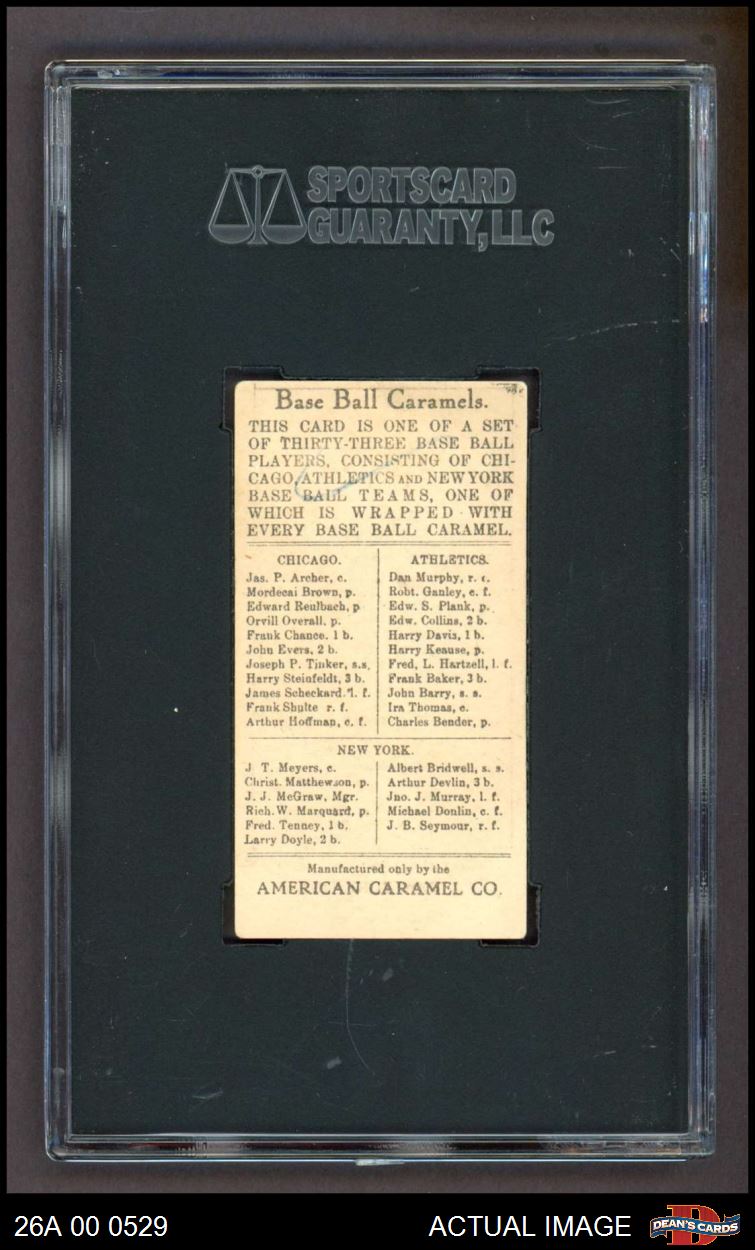 SPORTSCARD
GUARANTY, LLC
Base Ball Caramels.
THIS CARD IS ONE OF A SET
OF THIRTY-THREE BASE BALL
PLAYERS, CONSISTING OF CHI-
CAGO, ATHLETICS AND NEW YORK
BASE BALL TEAMS, ONE OF
WHICH IS WRAPPED WITH
EVERY BASE BALL CARAMEL.
CHICAGO.
Jas. P. Archer, c.
Mordecai Brown, p.
Edward Reulbach, p
Orvill Overall, p.
Frank Chance. 1 b.
John Evers, 2 b.
Joseph P. Tinker, s.s.
Harry Steinfeldt, 3 b.
James Scheckard. l. f.
Frank Shulte r. f.
Arthur Hoffman, c. f.
ATHLETICS.
Dan Murphy, r. f.
Robt. Ganley, c. f.
Edw. S. Plank, p.
Edw. Collins, 2 b.
Harry Davis, 1 b.
Harry Keause, p.
Fred. L. Hartzell, l. f.
Frank Baker, 3 b.
John Barry, s. s.
Ira Thomas, c.
Charles Bender, p.
NEW YORK.
J T. Meyers, c.
Christ. Matthewson, p.
J. J. McGraw, Mgr.
Rich. W. Marquard, p.
Fred. Tenney, 1 b.
Larry Doyle, 2 b.
Albert Bridwell, s. s.
Arthur Devlin, 3 b.
Jno. J. Murray, l. f.
Michael Donlin, c. f.
J. B. Seymour, r. f.
Manufactured only by the
AMERICAN CARAMEL CO.
26A 00 0529
ACTUAL IMAGE
DEAN'S CARDS